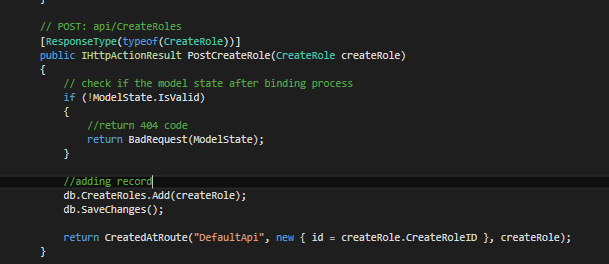 }
// POST: api/CreateRoles
[ResponseType(typeof(CreateRole))]
public IHttpActionResult PostCreateRole(CreateRole createRole)
{
// check if the model state after binding process
if (!ModelState.IsValid)
{
//return 404 code
return BadRequest(ModelState);
}
//adding record
db.CreateRoles.Add(createRole);
db.SaveChanges();
return CreatedAtRoute("DefaultApi", new { id = createRole.CreateRoleID }, createRole);
}